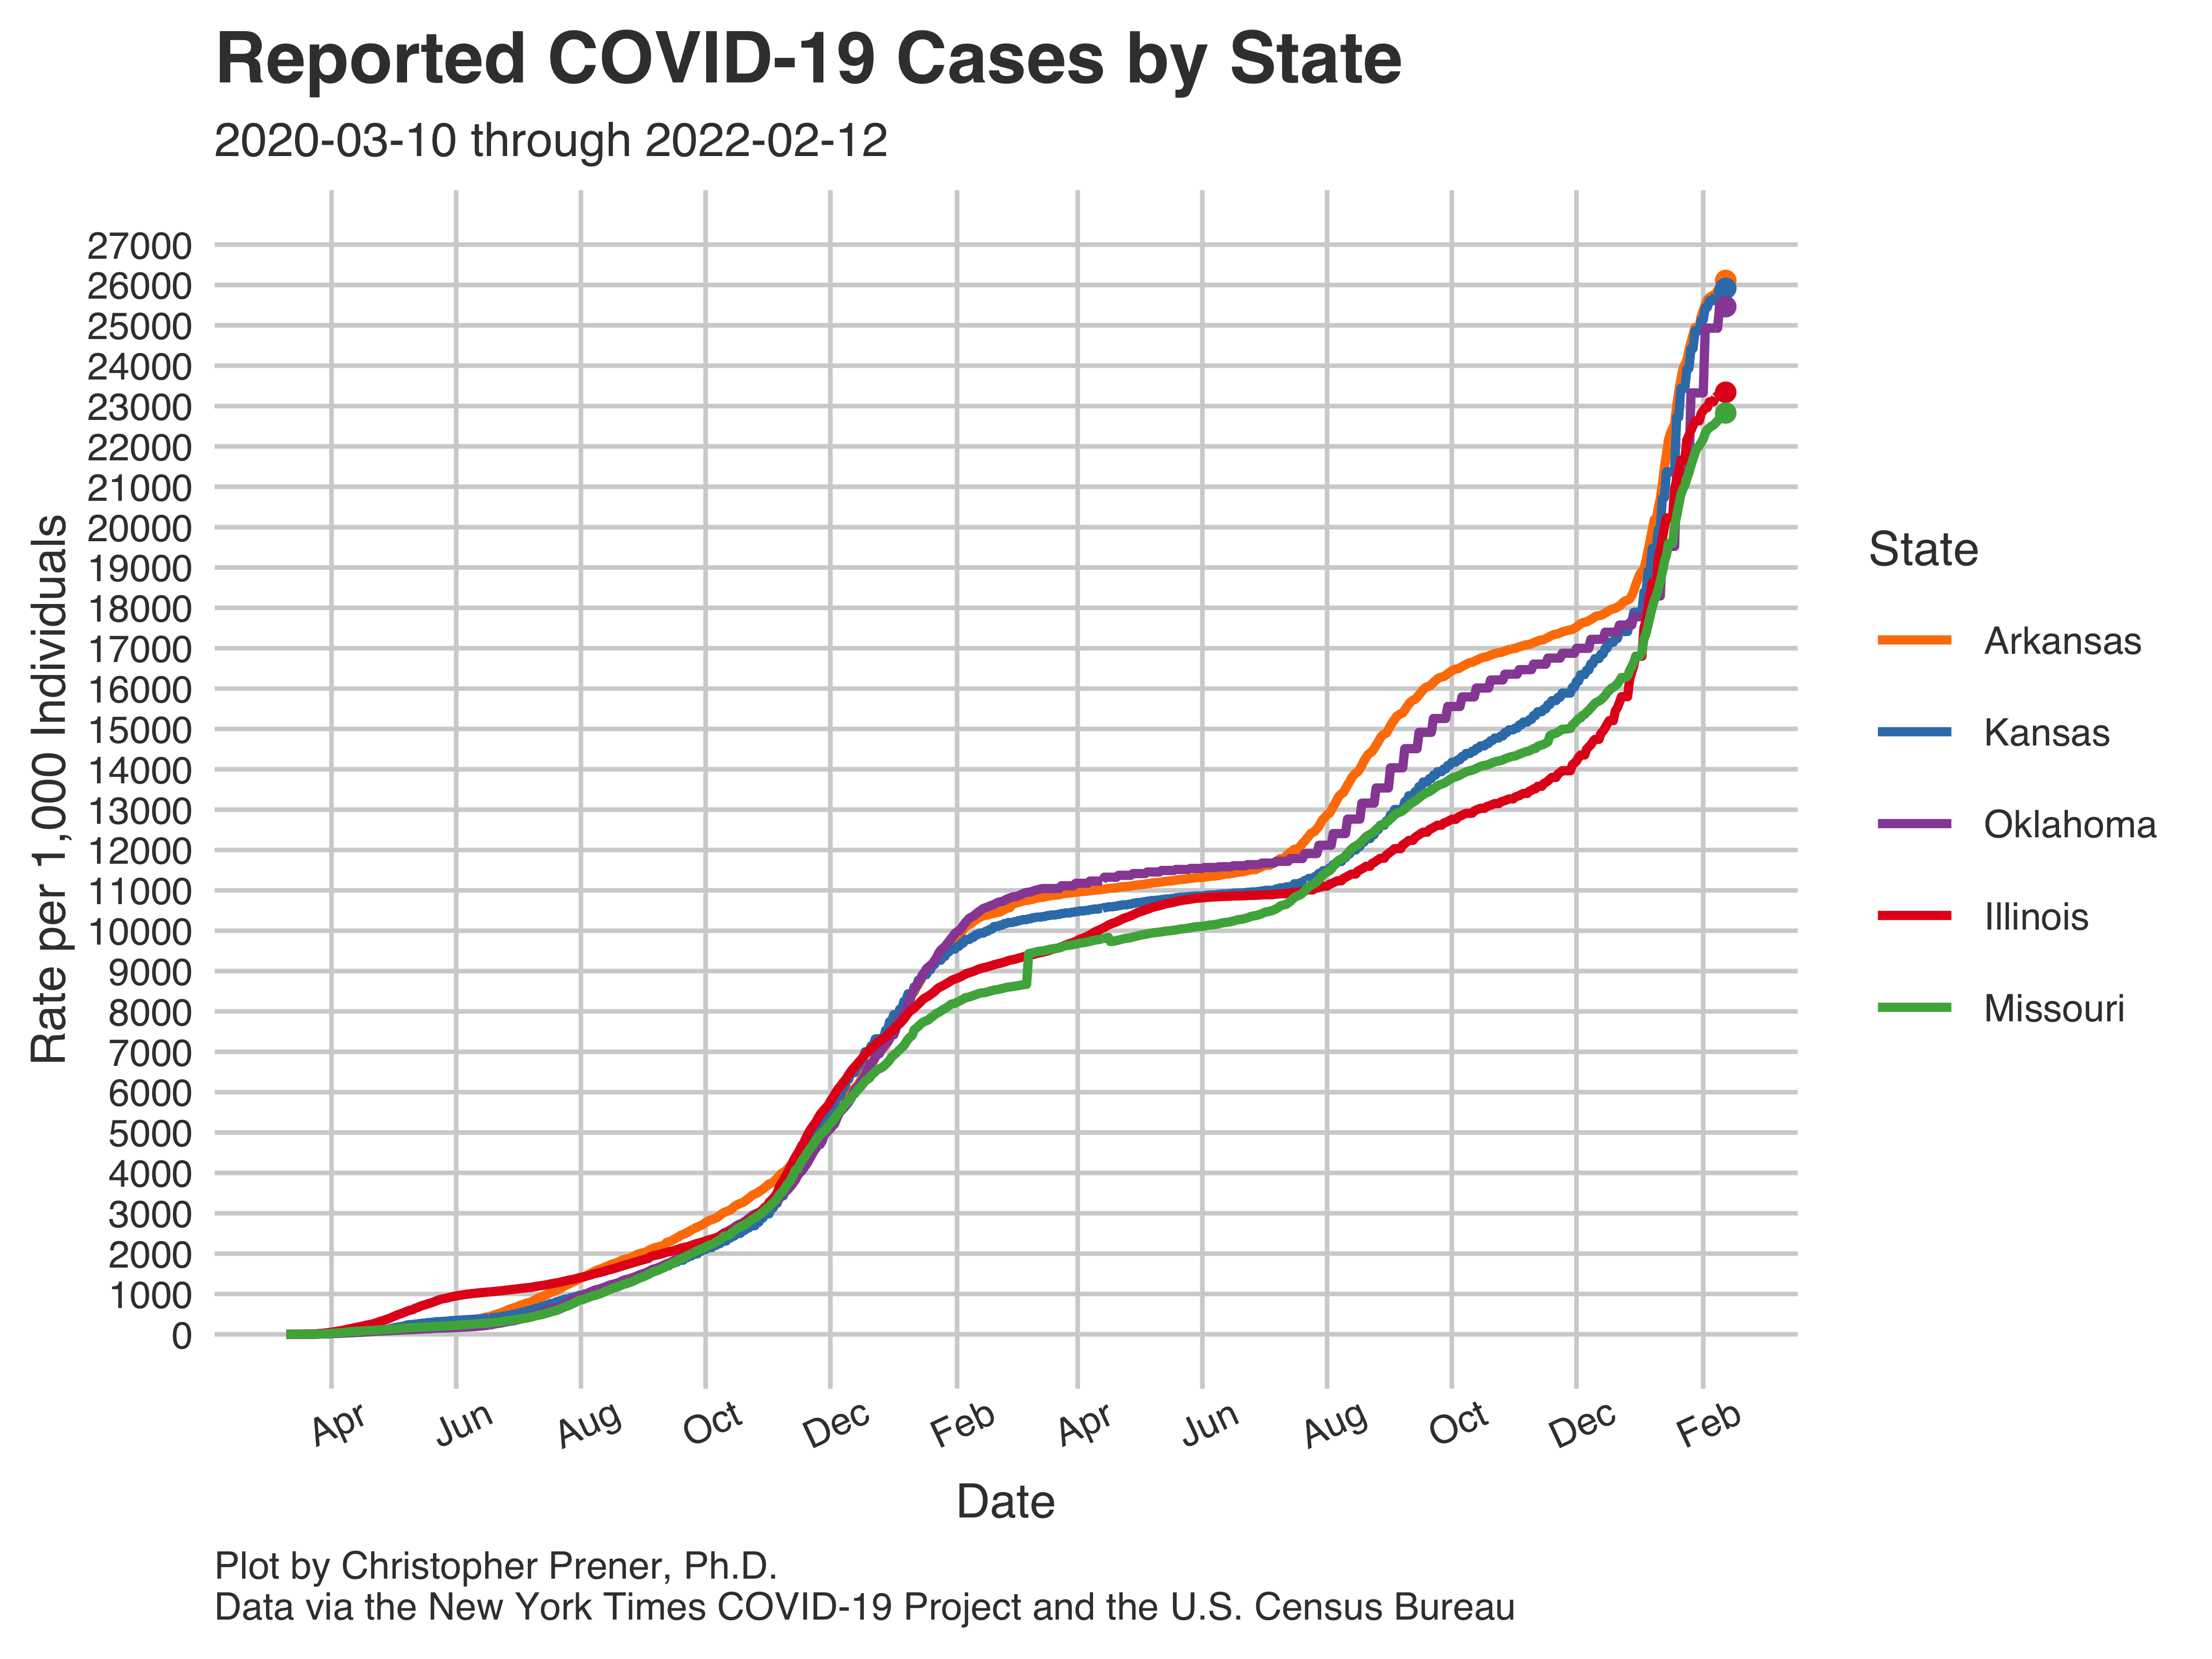 Reported COVID-19 Cases by State
2020-03-10 through 2022-02-12
Rate per 1,000 Individuals
27000
26000
25000
24000
23000
22000
21000
20000
19000
18000
17000
16000
15000
14000
13000
12000
11000
10000
9000
8000
7000
6000
5000
4000
3000
2000
1000
0
Apr Jun Aug Oct Dec Feb Apr Jun Aug Oct Dec Feb
Date
State
Arkansas
Kansas
Oklahoma
Illinois
Missouri
Plot by Christopher Prener, Ph.D.
Data via the New York Times COVID-19 Project and the U.S. Census Bureau